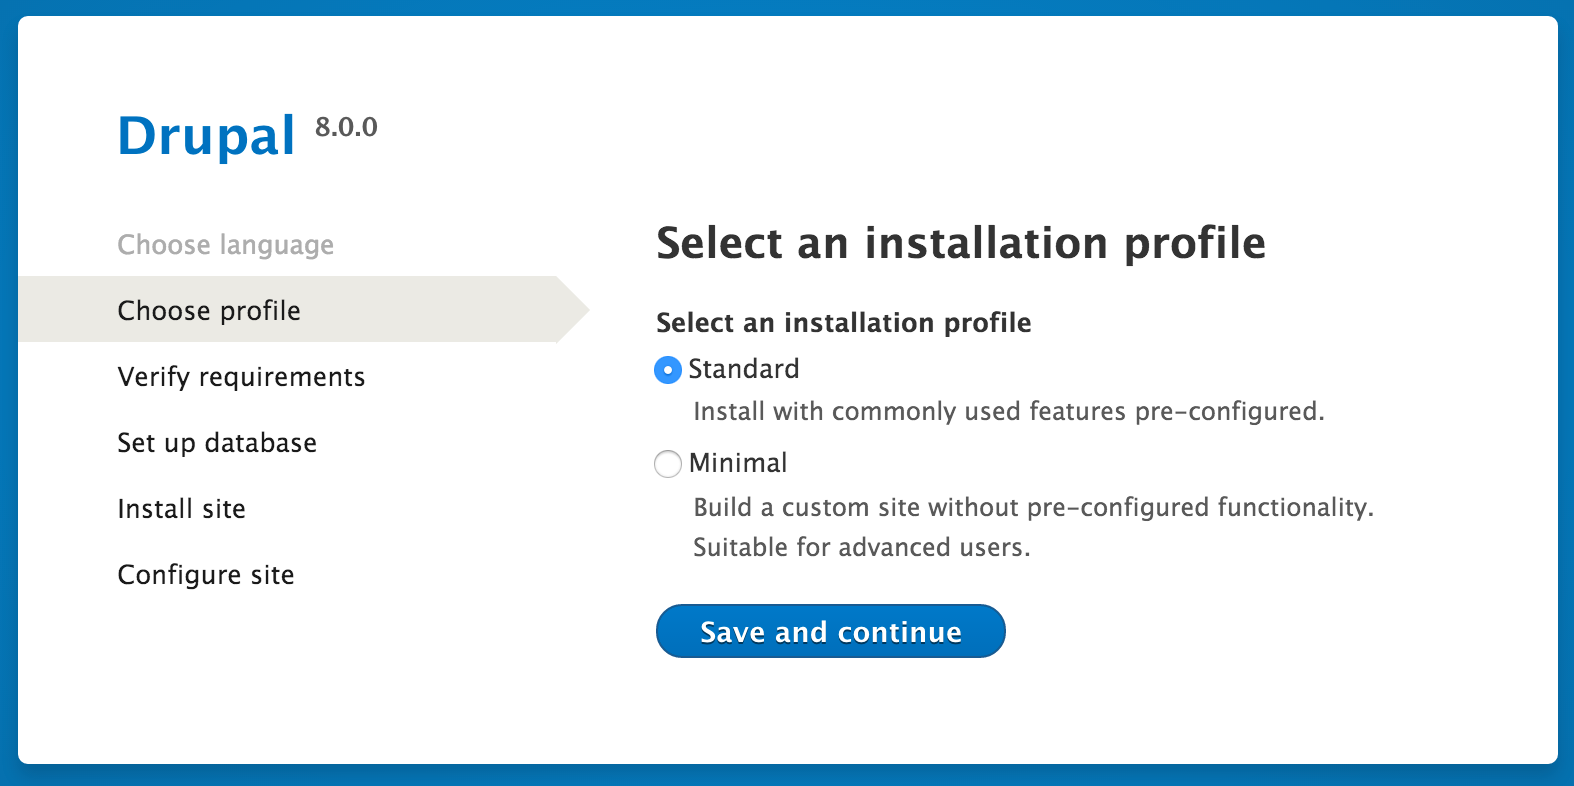 Drupal 8.0.0
Choose language
Choose profile
Verify requirements
Set up database
Install site
Configure site
Select an installation profile
Select an installation profile
Standard
Install with commonly used features pre-configured.
Minimal
Build a custom site without pre-configured functionality.
Suitable for advanced users.
Save and continue